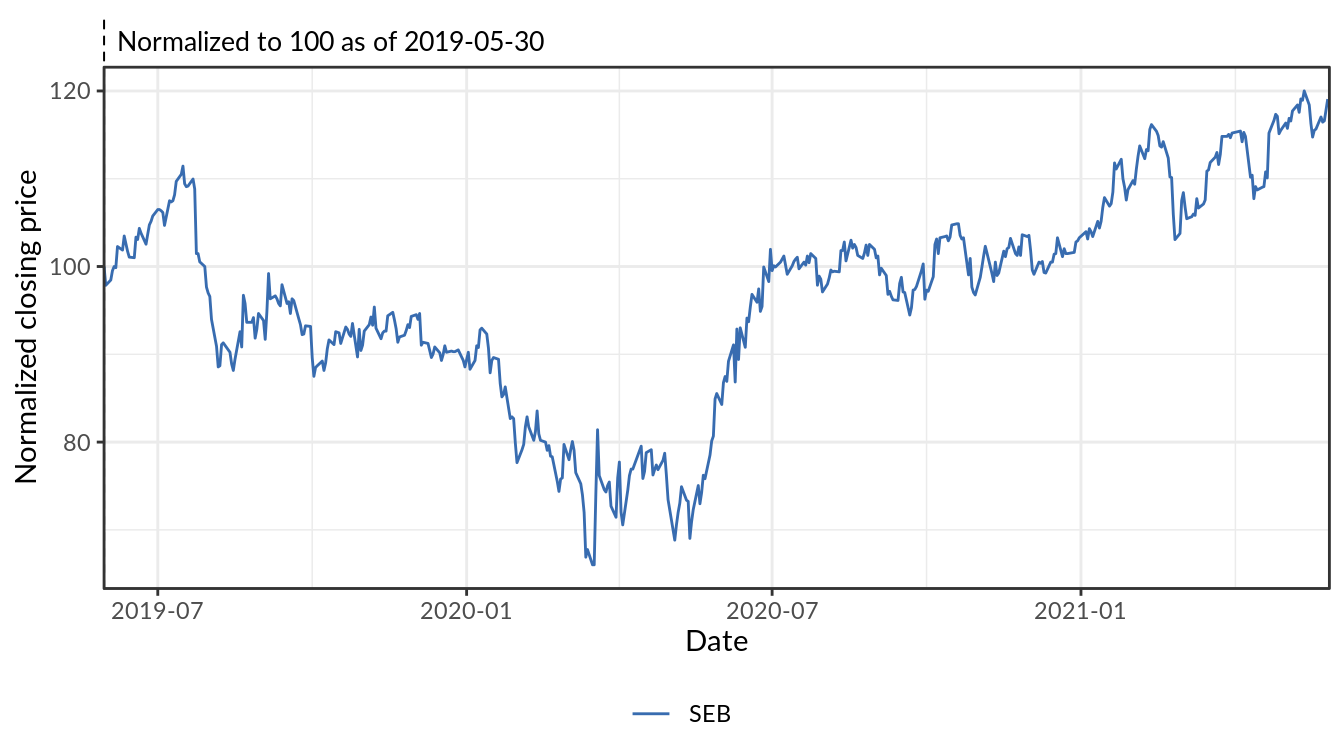 Normalized to 100 as of 2019-05-30
120
100
80
Normalized closing price
2019-07
2020-01
2020-07
2021-01
Date
SEB